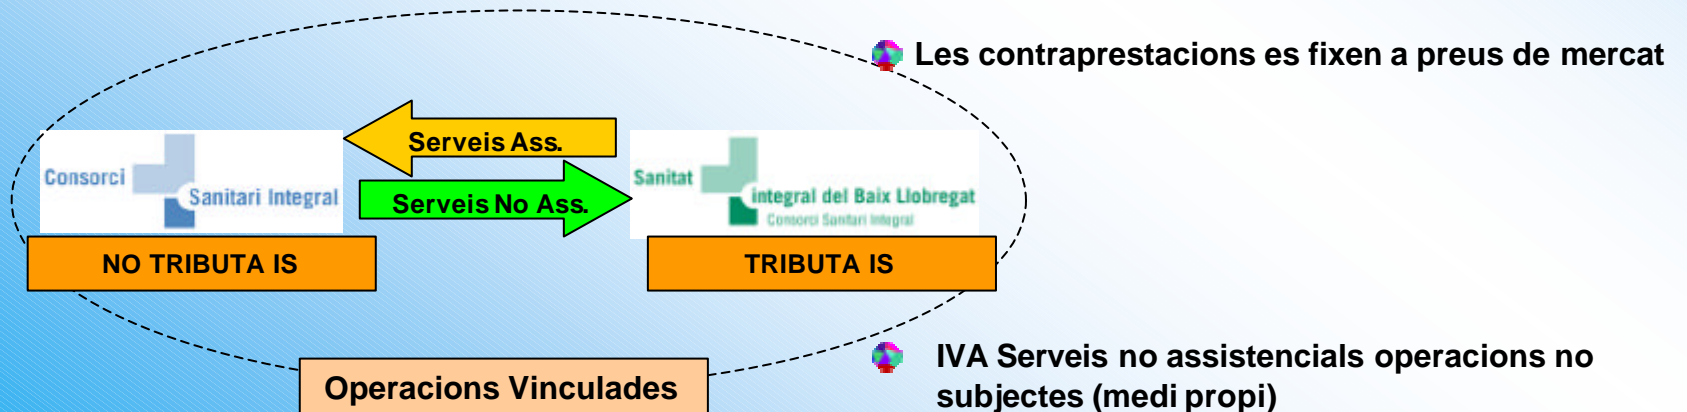 Les contraprestacions es fixen a preus de mercat
Serveis Ass.
Consorci
Sanitari Integral
Serveis No Ass.
Sanitat
integral del Baix Llobregat
Consorci Sanitari Integral
NO TRIBUTA IS
TRIBUTA IS
Operacions Vinculades
IVA Serveis no assistencials operacions no
subjectes (medi propi)